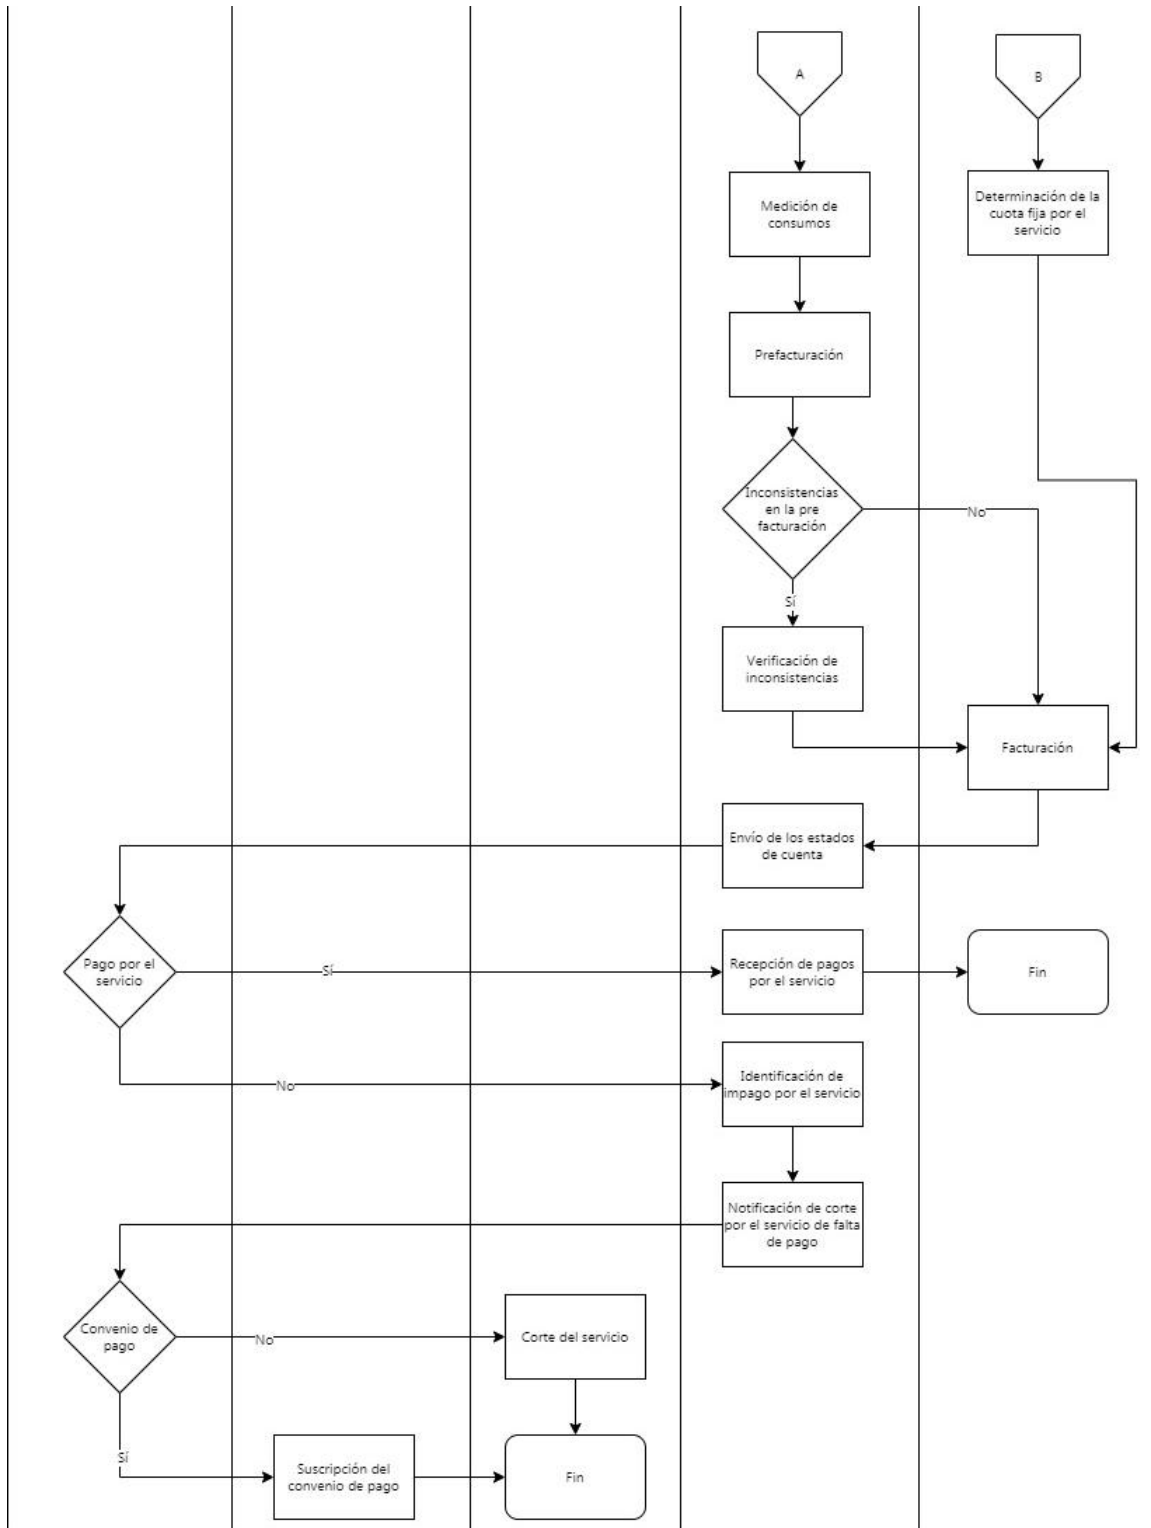 A
B
Medición de
consumos
Determinación de la
cuota fija por el
servicio
Prefacturación
Inconsistencias
en la pre
facturación
No
Sí
Verificación de
inconsistencias
Facturación
Envío de los estados
de cuenta
Pago por el
servicio
Sí
Recepción de pagos
por el servicio
Fin
No
Identificación de
impago por el servicio
Notificación de corte
por el servicio de falta
de pago
Convenio de
pago
No
Corte del servicio
Sí
Suscripción del
convenio de pago
Fin